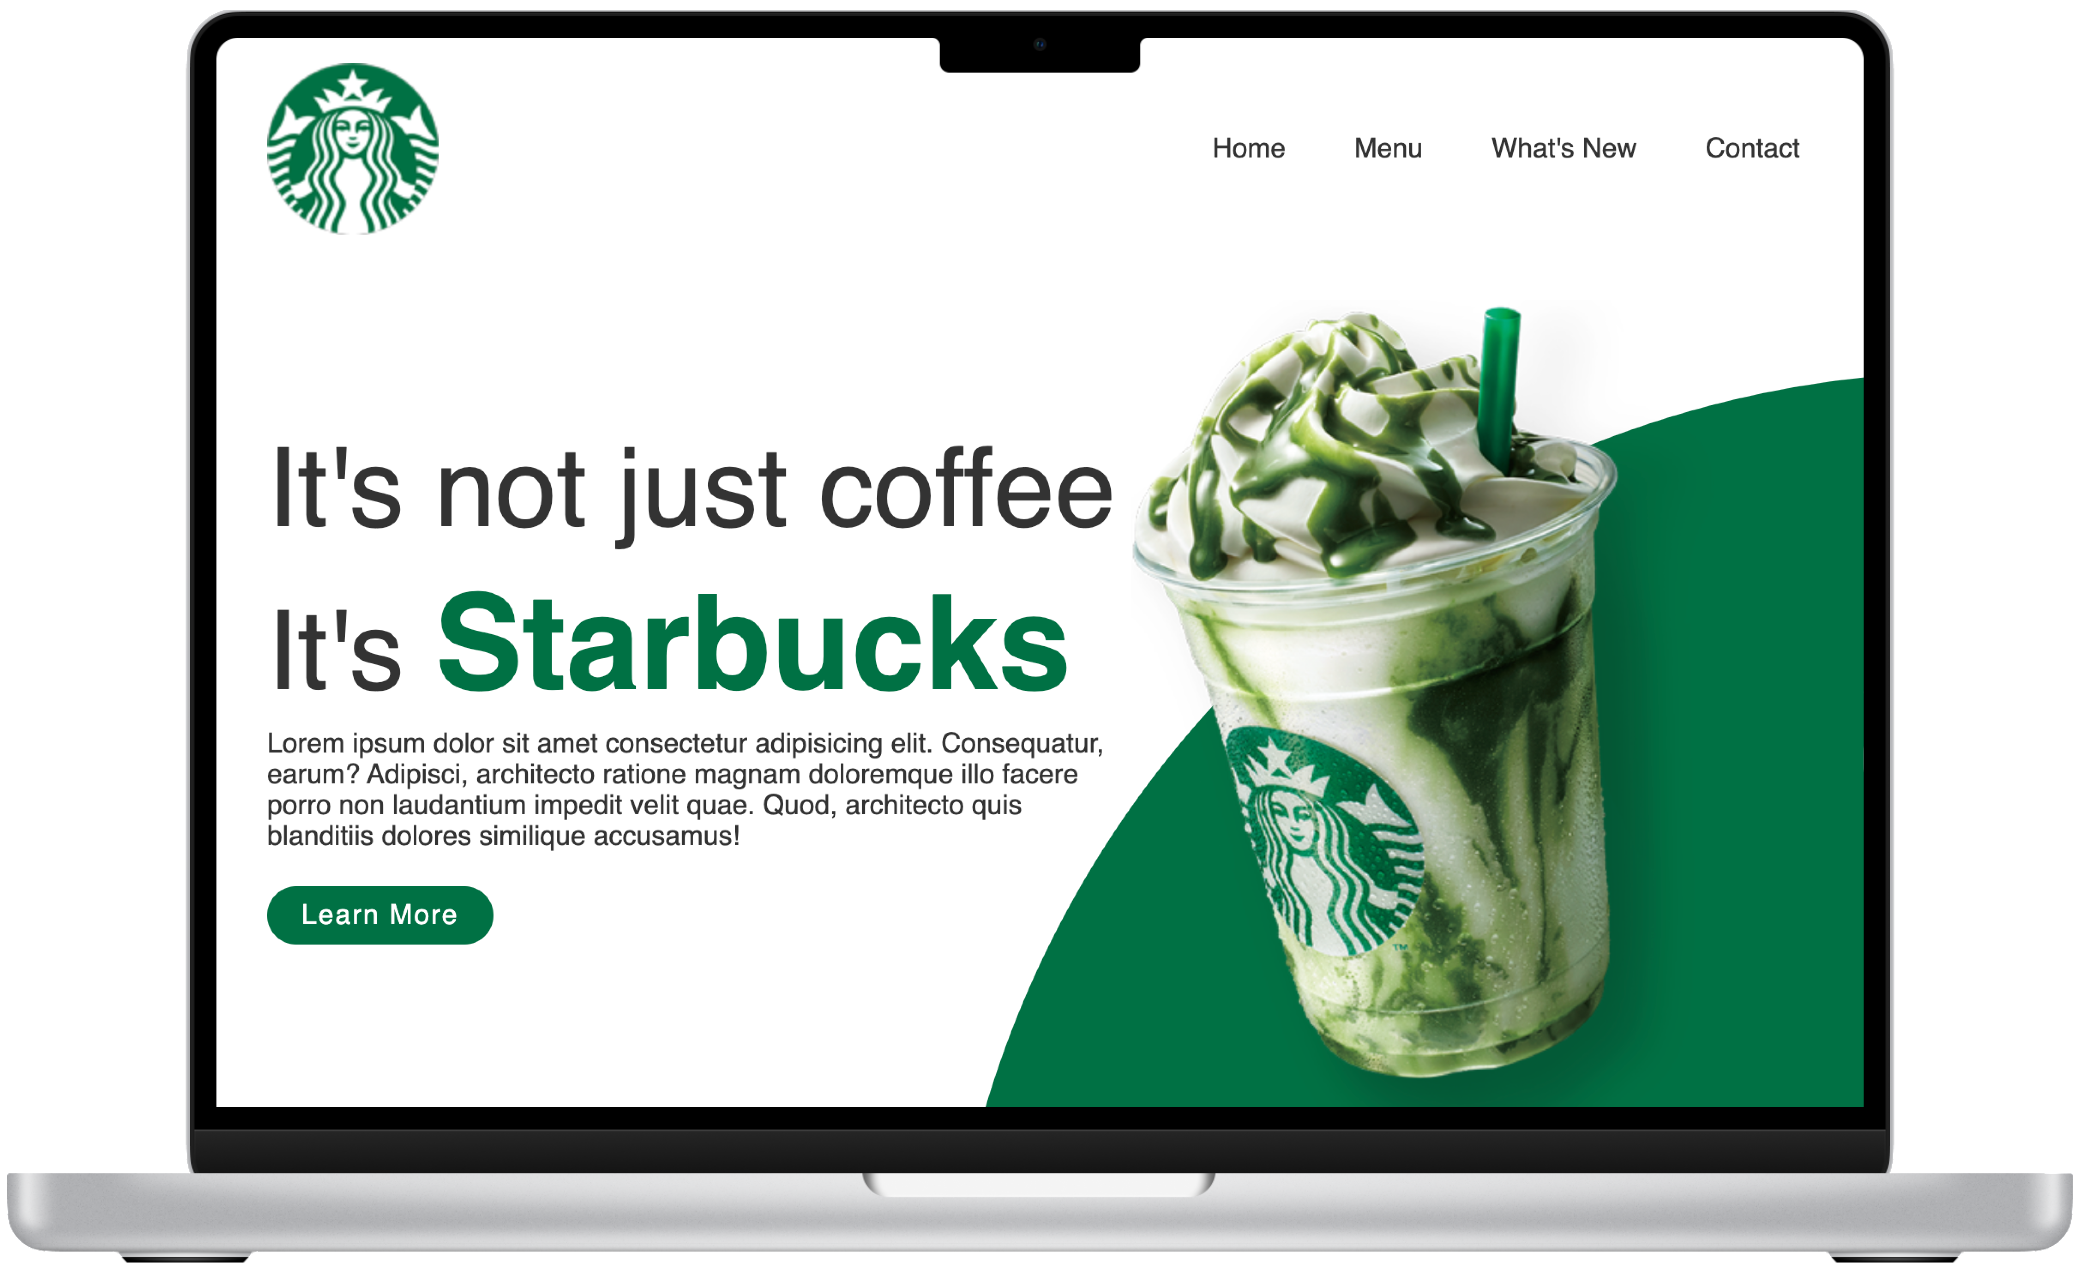 Home Menu What's New Contact
It's not just coffee
It's Starbucks
Lorem ipsum dolor sit amet consectetur adipisicing elit. Consequatur,
earum? Adipisci, architecto ratione magnam doloremque illo facere
porro non laudantium impedit velit quae. Quod, architecto quis
blanditiis dolores similique accusamus!
TM
Learn More